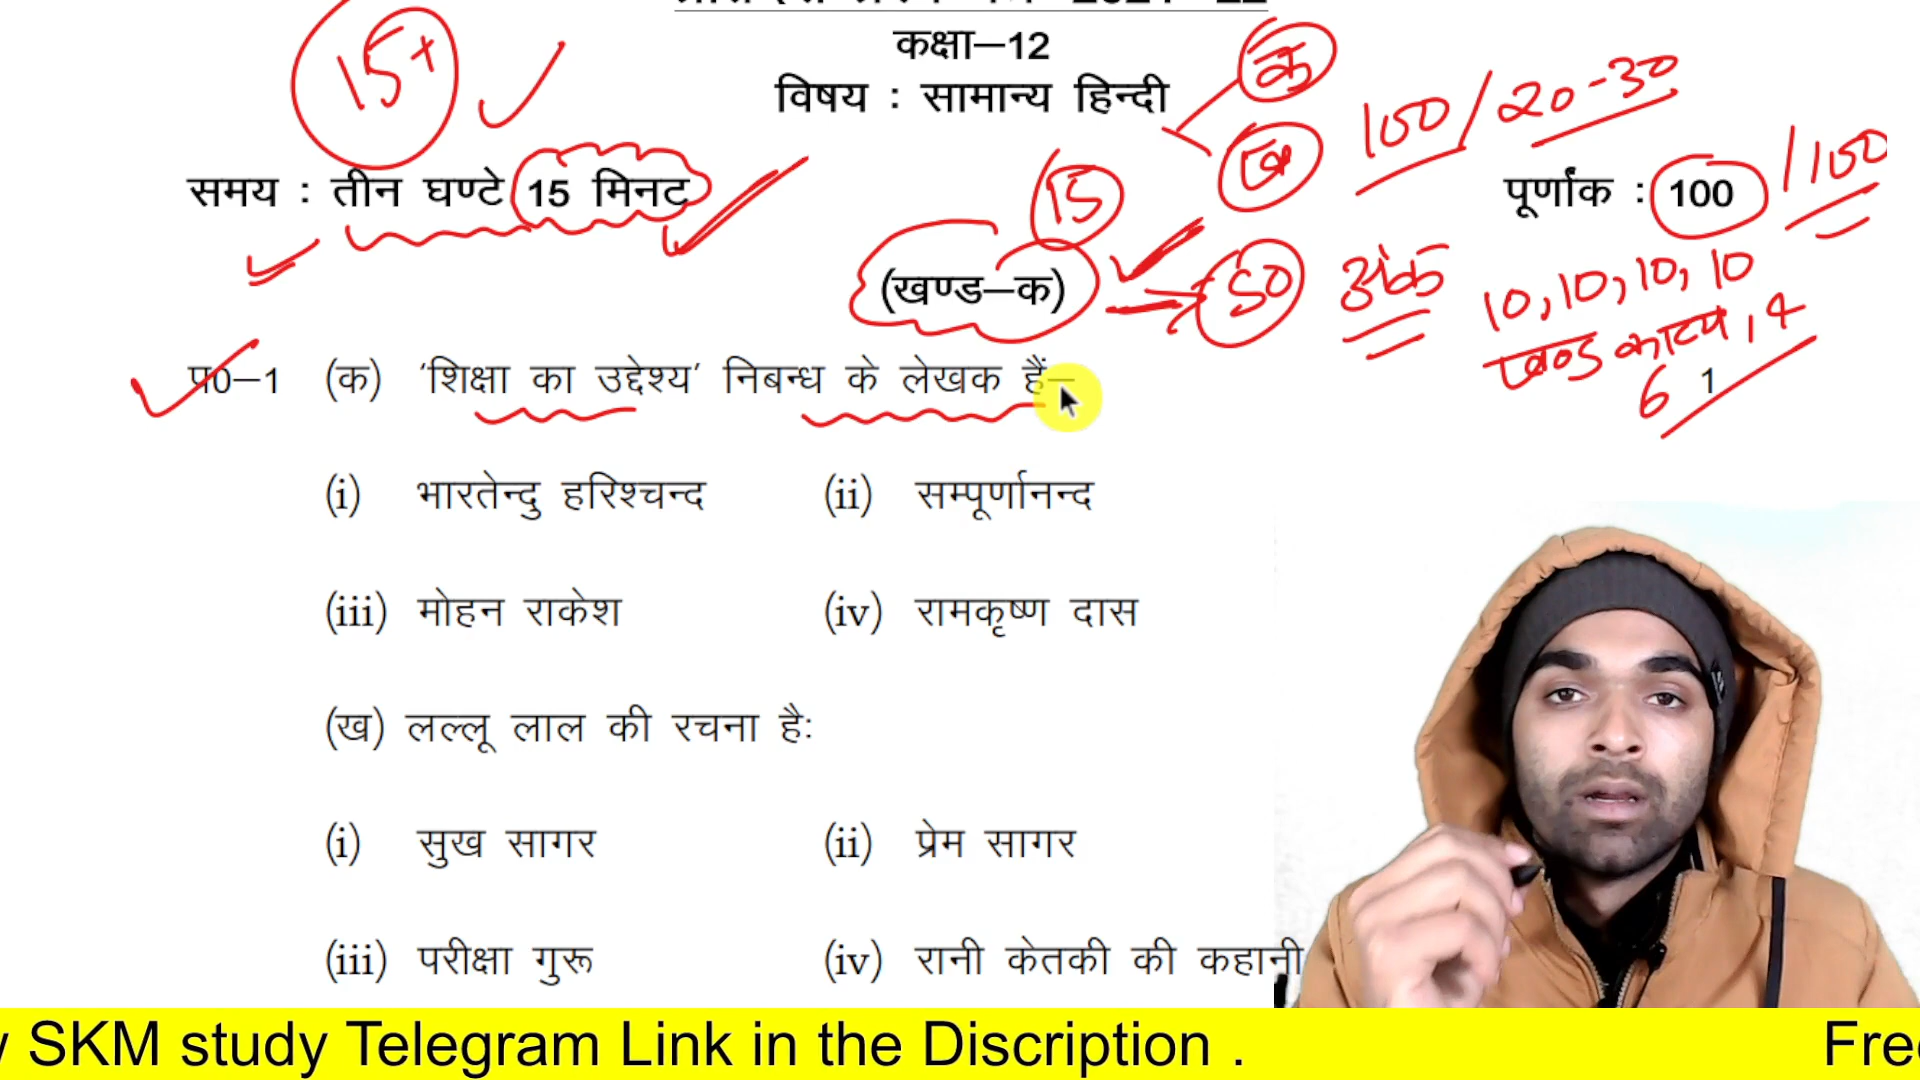 कक्षा—12
विषय : सामान्य हिन्दी
क
ख
100/20-30
15+
समय : तीन घण्टे 15 मिनट
15
पूर्णांक : 100 /100
(खण्ड—क)
50 अंक
10, 10, 10, 10
खण्ड काव्य, 4
6
प्र0—1 (क) 'शिक्षा का उद्देश्य' निबन्ध के लेखक हैं— 1
(i) भारतेन्दु हरिश्चन्द (ii) सम्पूर्णानन्द
(iii) मोहन राकेश (iv) रामकृष्ण दास
(ख) लल्लू लाल की रचना है:
(i) सुख सागर (ii) प्रेम सागर
(iii) परीक्षा गुरू (iv) रानी केतकी की कहानी
SKM study Telegram Link in the Discription . Free